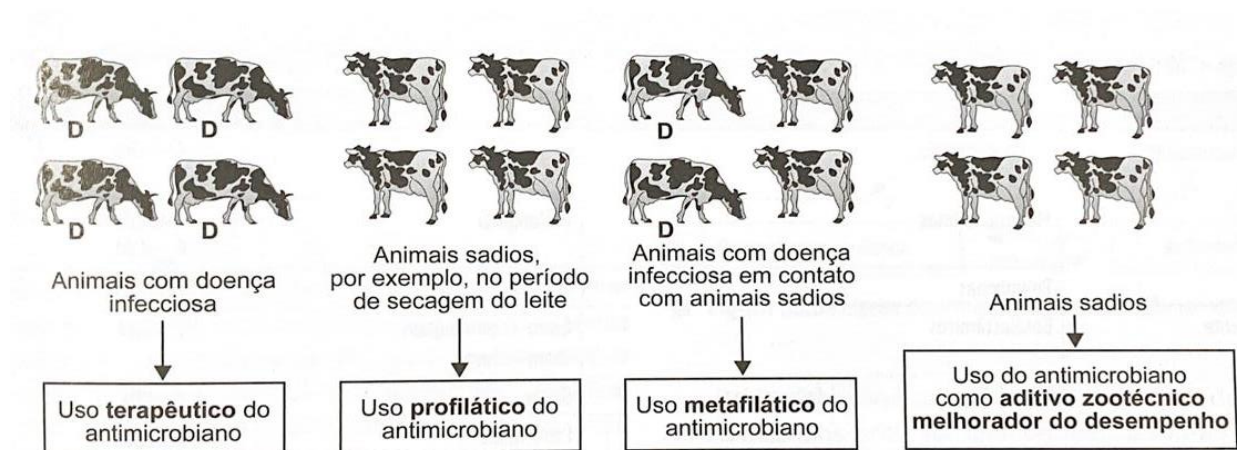 D
D
D
D
Animais com doença
infecciosa
Uso terapêutico do
antimicrobiano
Animais sadios,
por exemplo, no período
de secagem do leite
Uso profilático do
antimicrobiano
D
D
Animais com doença
infecciosa em contato
com animais sadios
Uso metafilático do
antimicrobiano
Animais sadios
Uso do antimicrobiano
como aditivo zootécnico
melhorador do desempenho